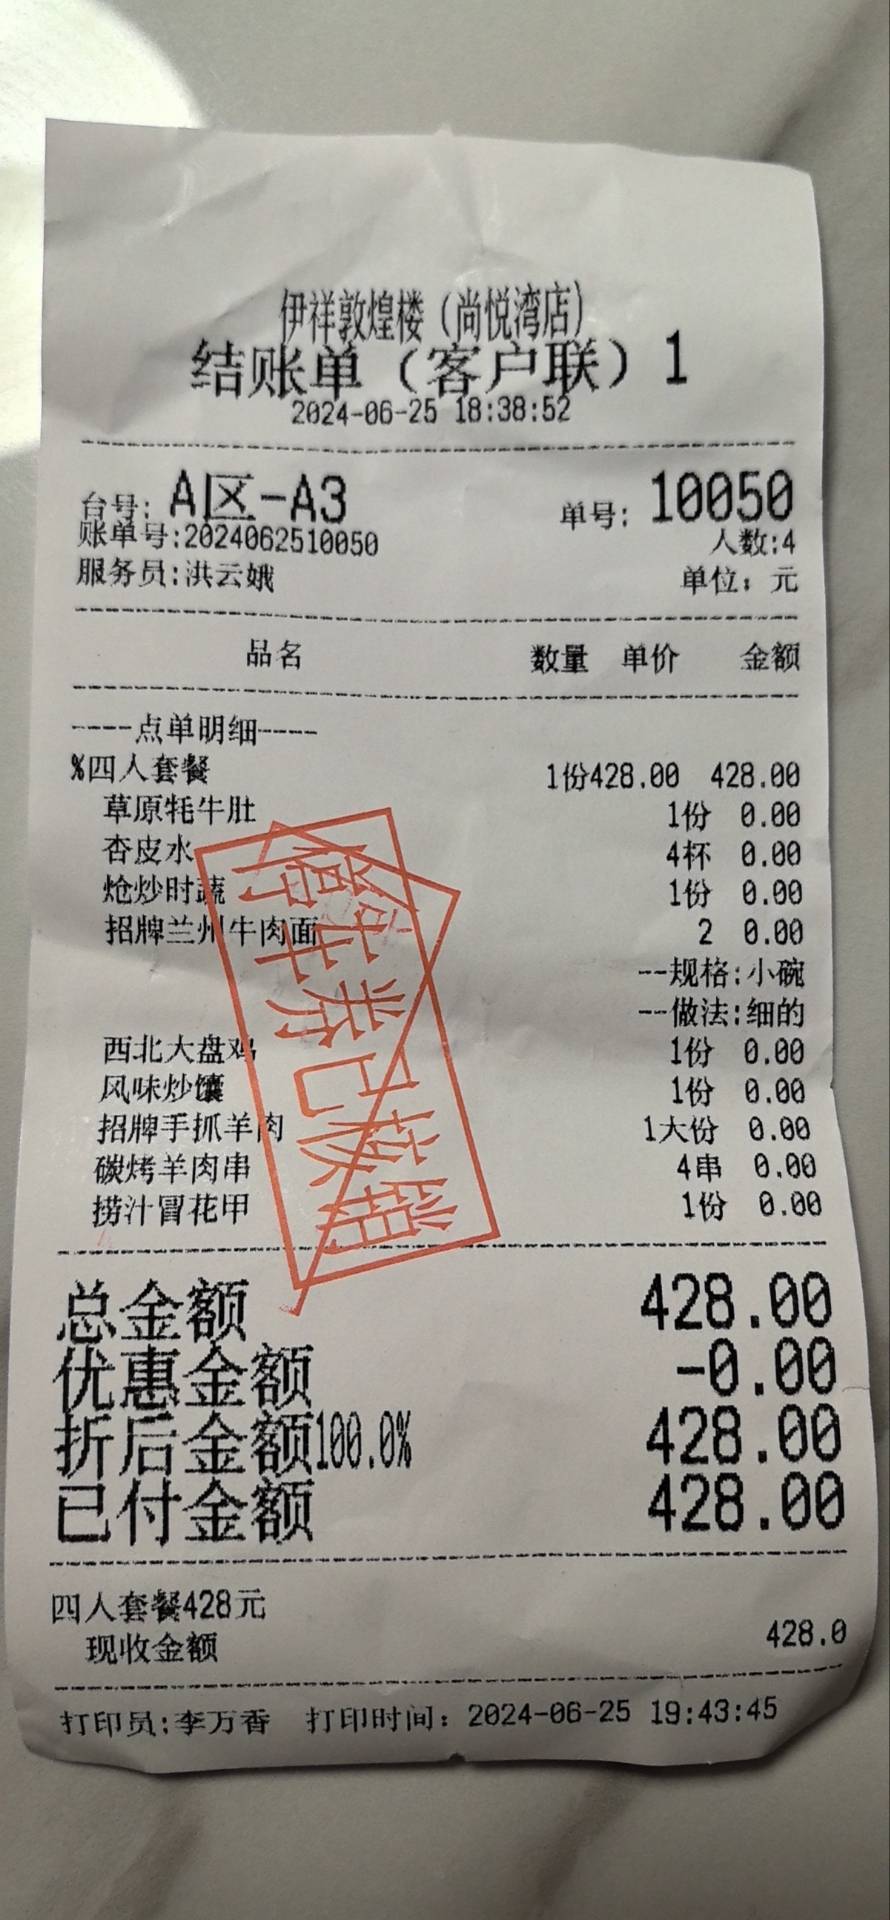 伊祥敦煌楼（尚悦湾店）
结账单（客户联）1
2024-06-25 18:38:52
台号: A区-A3 单号: 10050
账单号:2024062510050 人数:4
服务员:洪云娥 单位: 元
品名 数量 单价 金额
----点单明细----
%四人套餐 1份428.00 428.00
草原牦牛肚 1份 0.00
杏皮水 4杯 0.00
炝炒时蔬 1份 0.00
招牌兰州牛肉面 2 0.00
--规格:小碗
--做法:细的
西北大盘鸡 1份 0.00
风味炒馕 1份 0.00
招牌手抓羊肉 1大份 0.00
碳烤羊肉串 4串 0.00
捞汁冒花甲 1份 0.00
停车券已核销
总金额 428.00
优惠金额 -0.00
折后金额100.0% 428.00
已付金额 428.00
四人套餐428元
现收金额 428.0
打印员:李万香 打印时间: 2024-06-25 19:43:45